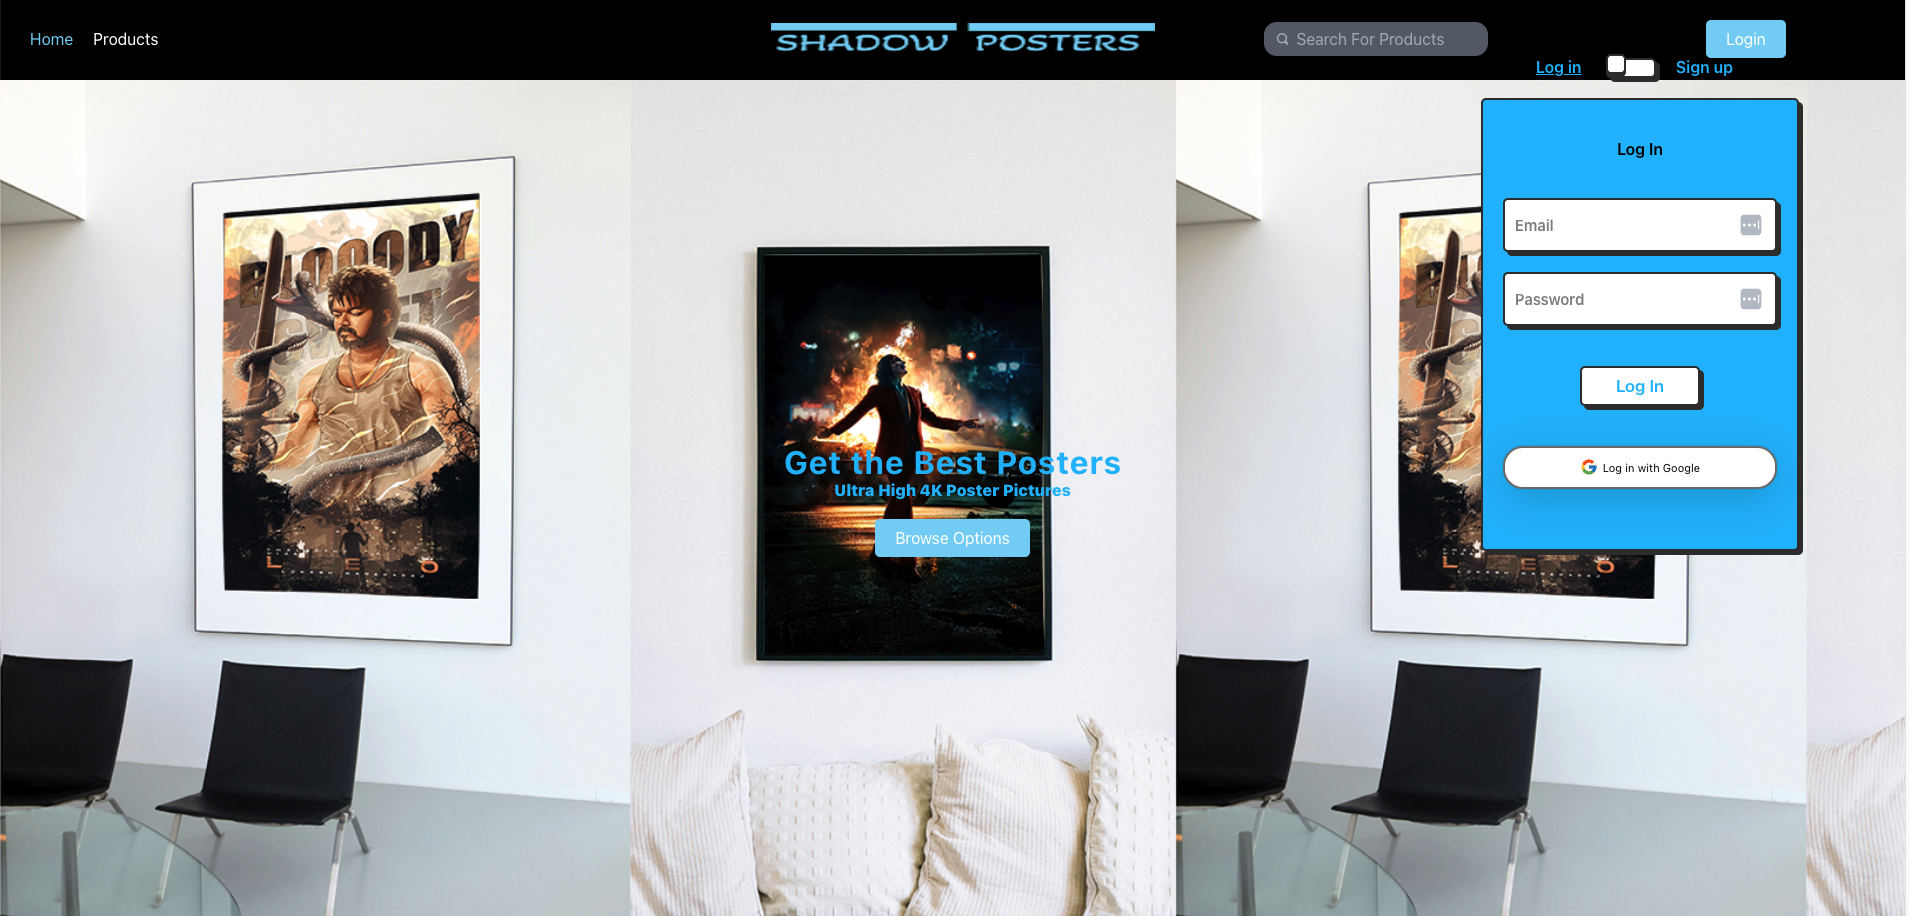 Home
Products
SHADOW POSTERS
Search For Products
Login
Log in
Sign up
Log In
Email
Password
Log In
Log in with Google
BLOODY
SWEET
LEO
Get the Best Posters
Ultra High 4K Poster Pictures
Browse Options